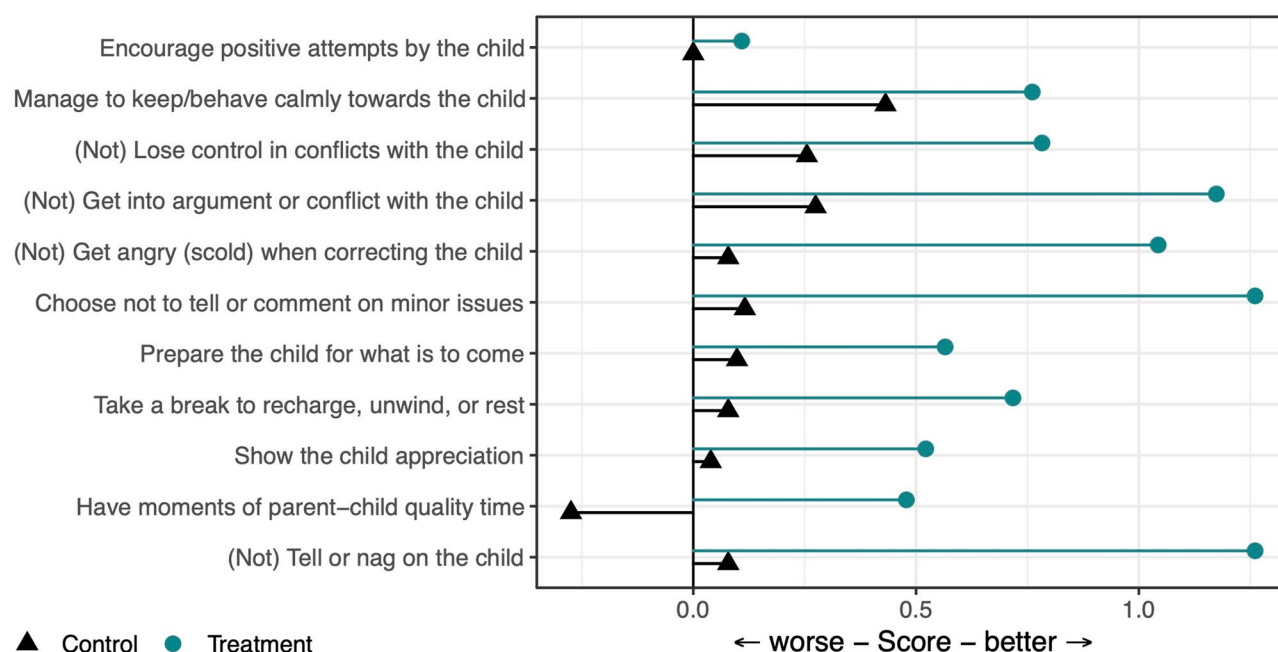 Encourage positive attempts by the child
Manage to keep/behave calmly towards the child
(Not) Lose control in conflicts with the child
(Not) Get into argument or conflict with the child
(Not) Get angry (scold) when correcting the child
Choose not to tell or comment on minor issues
Prepare the child for what is to come
Take a break to recharge, unwind, or rest
Show the child appreciation
Have moments of parent–child quality time
(Not) Tell or nag on the child
0.0 0.5 1.0
← worse – Score – better →
Control Treatment